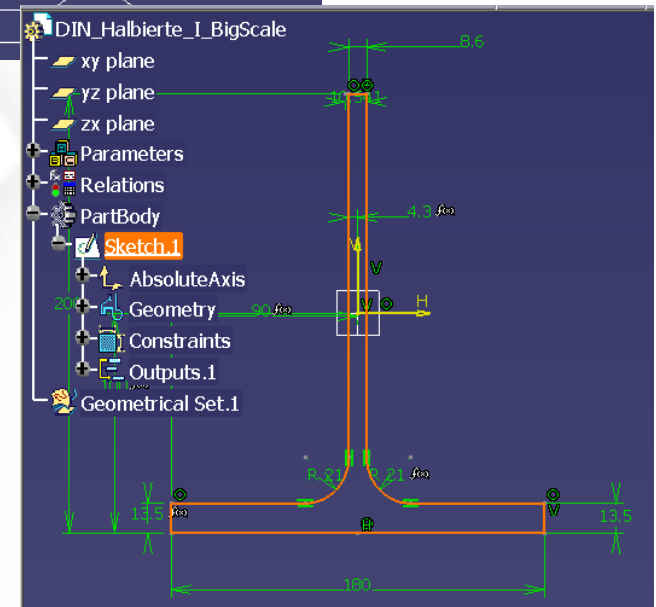 DIN_Halbierte_I_BigScale
xy plane
yz plane
zx plane
Parameters
Relations
PartBody
Sketch.1
AbsoluteAxis
Geometry
Constraints
Outputs.1
Geometrical Set.1
8.6
4.3 f(x)
V
V
V
H
90 f(x)
R 21
R 21 f(x)
13.5 f(x)
H
V
13.5
180